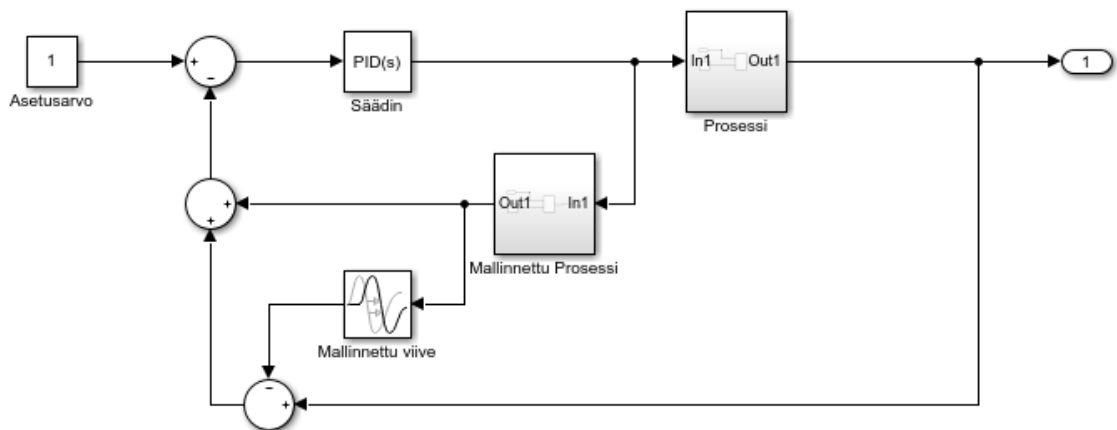 1
Asetusarvo
+
−
PID(s)
Säädin
In1
Out1
Prosessi
1
+
+
Out1
In1
Mallinnettu Prosessi
Mallinnettu viive
−
+